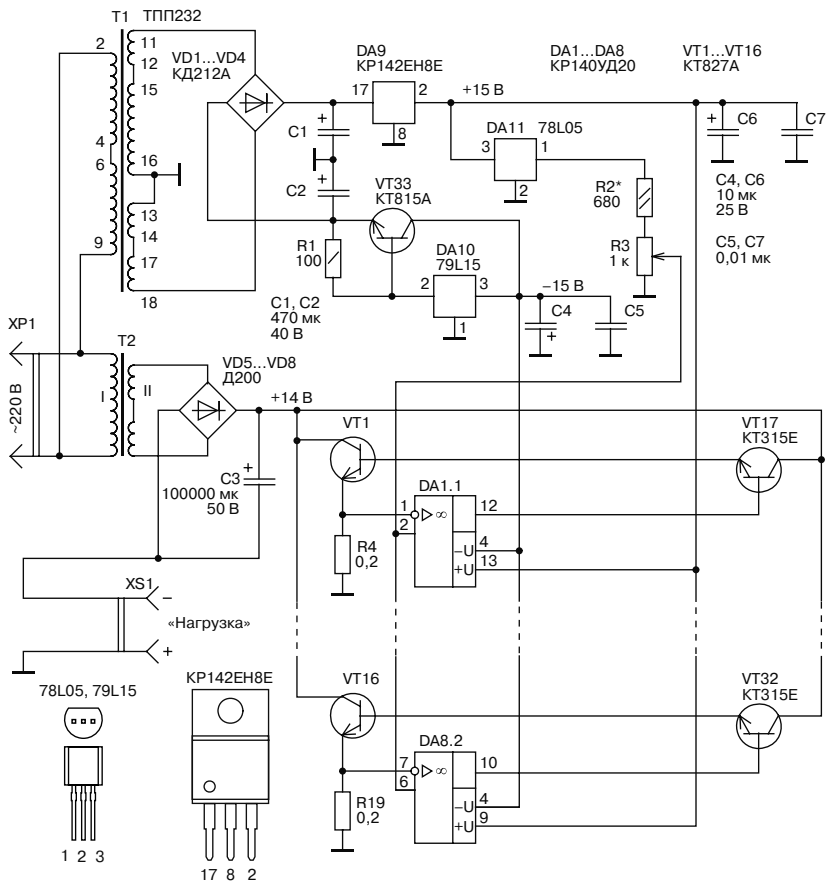 T1 ТПП232
2
11
12
15
4
6
16
13
14
9
17
18
VD1...VD4
КД212А
DA9
КР142ЕН8Е
17
2
8
+15 В
DA1...DA8
КР140УД20
VT1...VT16
КТ827А
C1
+
C2
+
DA11 78L05
3
1
2
R2*
680
R3
1 к
+
C6
C7
C4, C6
10 мк
25 В
C5, C7
0,01 мк
VT33
КТ815А
R1
100
DA10
79L15
2
3
1
−15 В
C4
+
C5
C1, C2
470 мк
40 В
XP1
~220 В
T2
I
II
VD5...VD8
Д200
+14 В
+
C3
100000 мк
50 В
VT1
VT17
КТ315Е
DA1.1
1
2
∞
12
−U
4
+U
13
R4
0,2
XS1
−
«Нагрузка»
+
VT16
VT32
КТ315Е
DA8.2
7
6
∞
10
−U
4
+U
9
R19
0,2
78L05, 79L15
1 2 3
КР142ЕН8Е
17 8 2